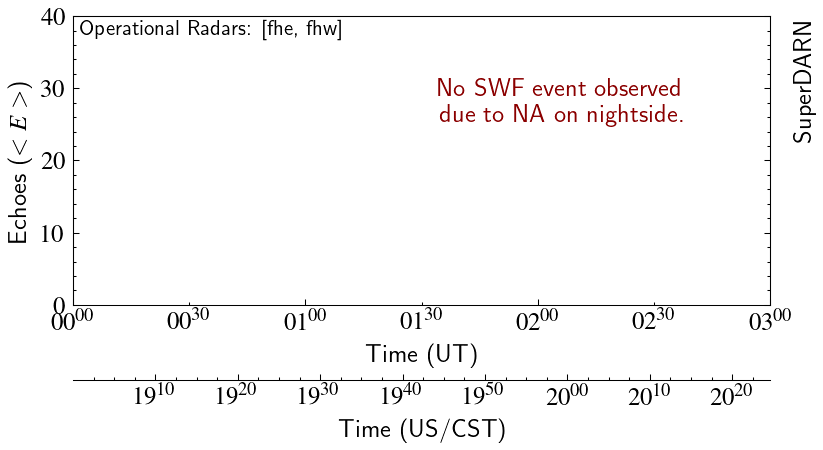 Operational Radars: [fhe, fhw]
No SWF event observed
due to NA on nightside.
SuperDARN
Echoes (< E >)
40
30
20
10
0
00^00 00^30 01^00 01^30 02^00 02^30 03^00
Time (UT)
19^10 19^20 19^30 19^40 19^50 20^00 20^10 20^20
Time (US/CST)